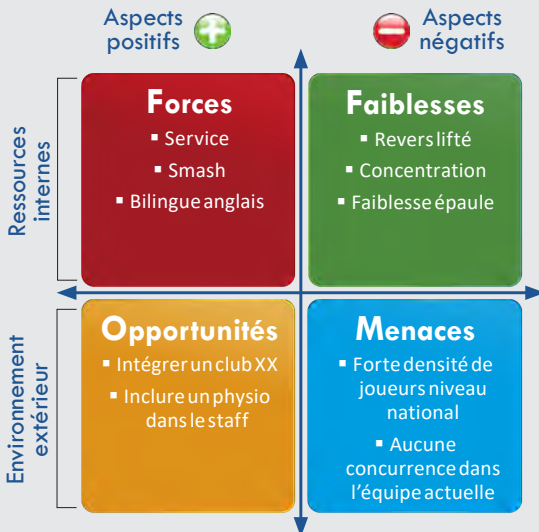 Aspects
positifs
Aspects
négatifs
Ressources
internes
Forces
▪ Service
▪ Smash
▪ Bilingue anglais
Faiblesses
▪ Revers lifté
▪ Concentration
▪ Faiblesse épaule
Environnement
extérieur
Opportunités
▪ Intégrer un club XX
▪ Inclure un physio
dans le staff
Menaces
▪ Forte densité de
joueurs niveau
national
▪ Aucune
concurrence dans
l'équipe actuelle